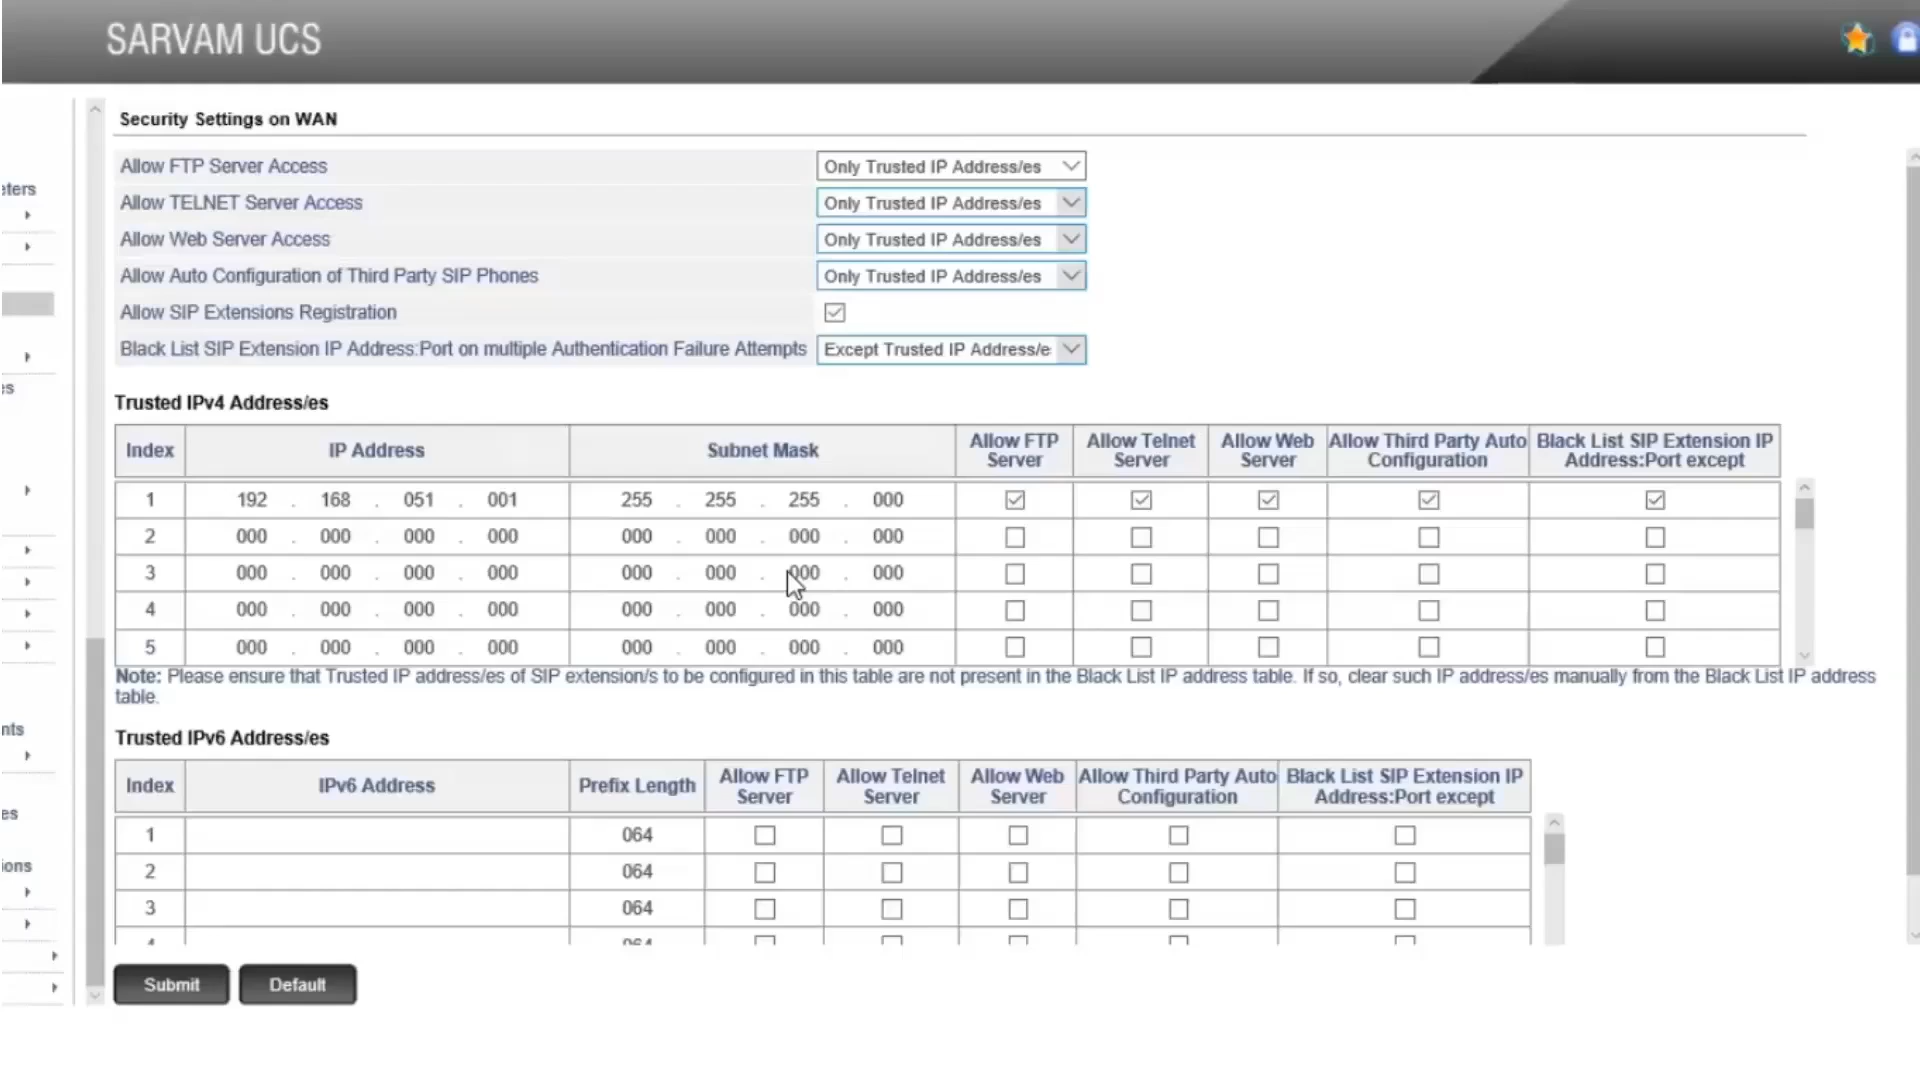 SARVAM UCS
Security Settings on WAN
Allow FTP Server Access Only Trusted IP Address/es
eters
Allow TELNET Server Access Only Trusted IP Address/es
Allow Web Server Access Only Trusted IP Address/es
Allow Auto Configuration of Third Party SIP Phones Only Trusted IP Address/es
Allow SIP Extensions Registration
Black List SIP Extension IP Address:Port on multiple Authentication Failure Attempts Except Trusted IP Address/e
es
Trusted IPv4 Address/es
Index IP Address Subnet Mask Allow FTP Server Allow Telnet Server Allow Web Server Allow Third Party Auto Configuration Black List SIP Extension IP Address:Port except
1 192 . 168 . 051 . 001 255 . 255 . 255 . 000
2 000 . 000 . 000 . 000 000 . 000 . 000 . 000
3 000 . 000 . 000 . 000 000 . 000 . 000 . 000
4 000 . 000 . 000 . 000 000 . 000 . 000 . 000
5 000 . 000 . 000 . 000 000 . 000 . 000 . 000
Note: Please ensure that Trusted IP address/es of SIP extension/s to be configured in this table are not present in the Black List IP address table. If so, clear such IP address/es manually from the Black List IP address
table.
nts
Trusted IPv6 Address/es
Index IPv6 Address Prefix Length Allow FTP Server Allow Telnet Server Allow Web Server Allow Third Party Auto Configuration Black List SIP Extension IP Address:Port except
es
1 064
2 064
ions
3 064
4 064
Submit Default